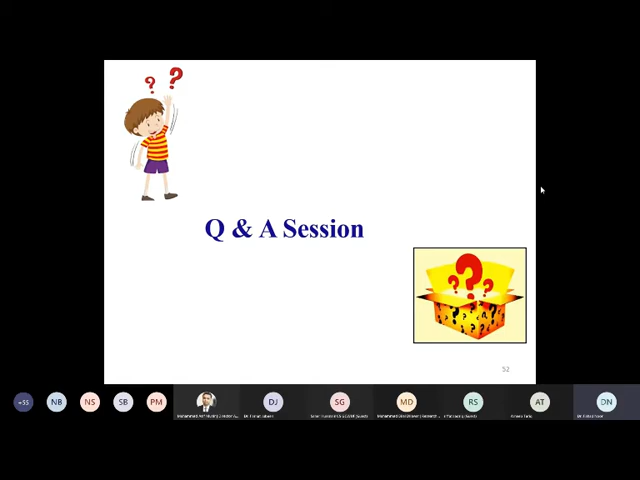 Q & A Session
52
+55
NB
NS
SB
PM
DJ
SG
MD
RS
AT
DN